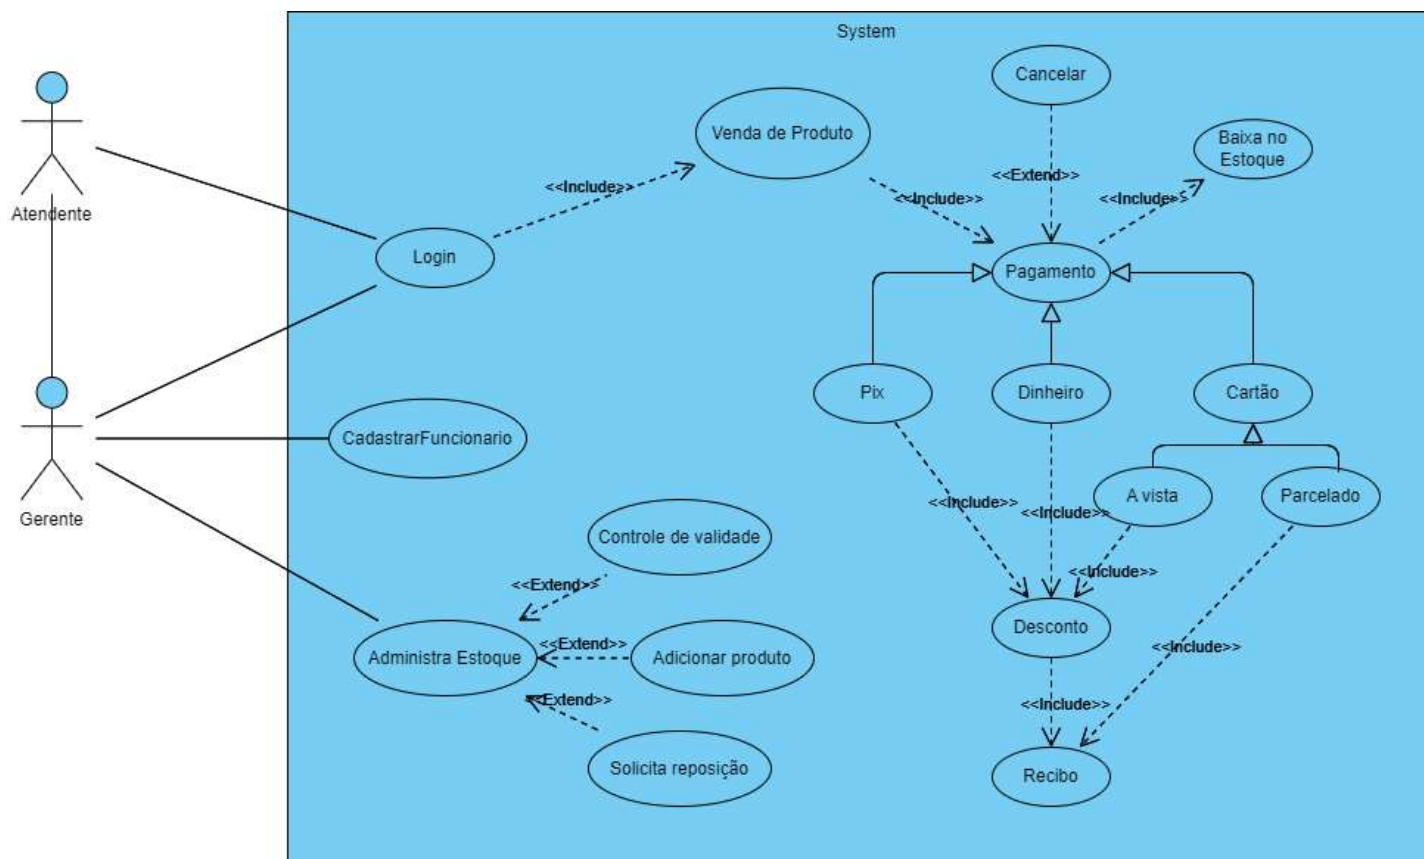 System
Cancelar
Venda de Produto
Baixa no
Estoque
<<Include>>
<<Extend>>
<<Include>>
<<Include>>
Atendente
Login
Pagamento
Pix
Dinheiro
Cartão
CadastrarFuncionario
Gerente
<<Include>>
<<Include>>
A vista
Parcelado
Controle de validade
<<Extend>>
<<Include>>
Desconto
<<Extend>>
Administra Estoque
Adicionar produto
<<Include>>
<<Extend>>
<<Include>>
Solicita reposição
Recibo